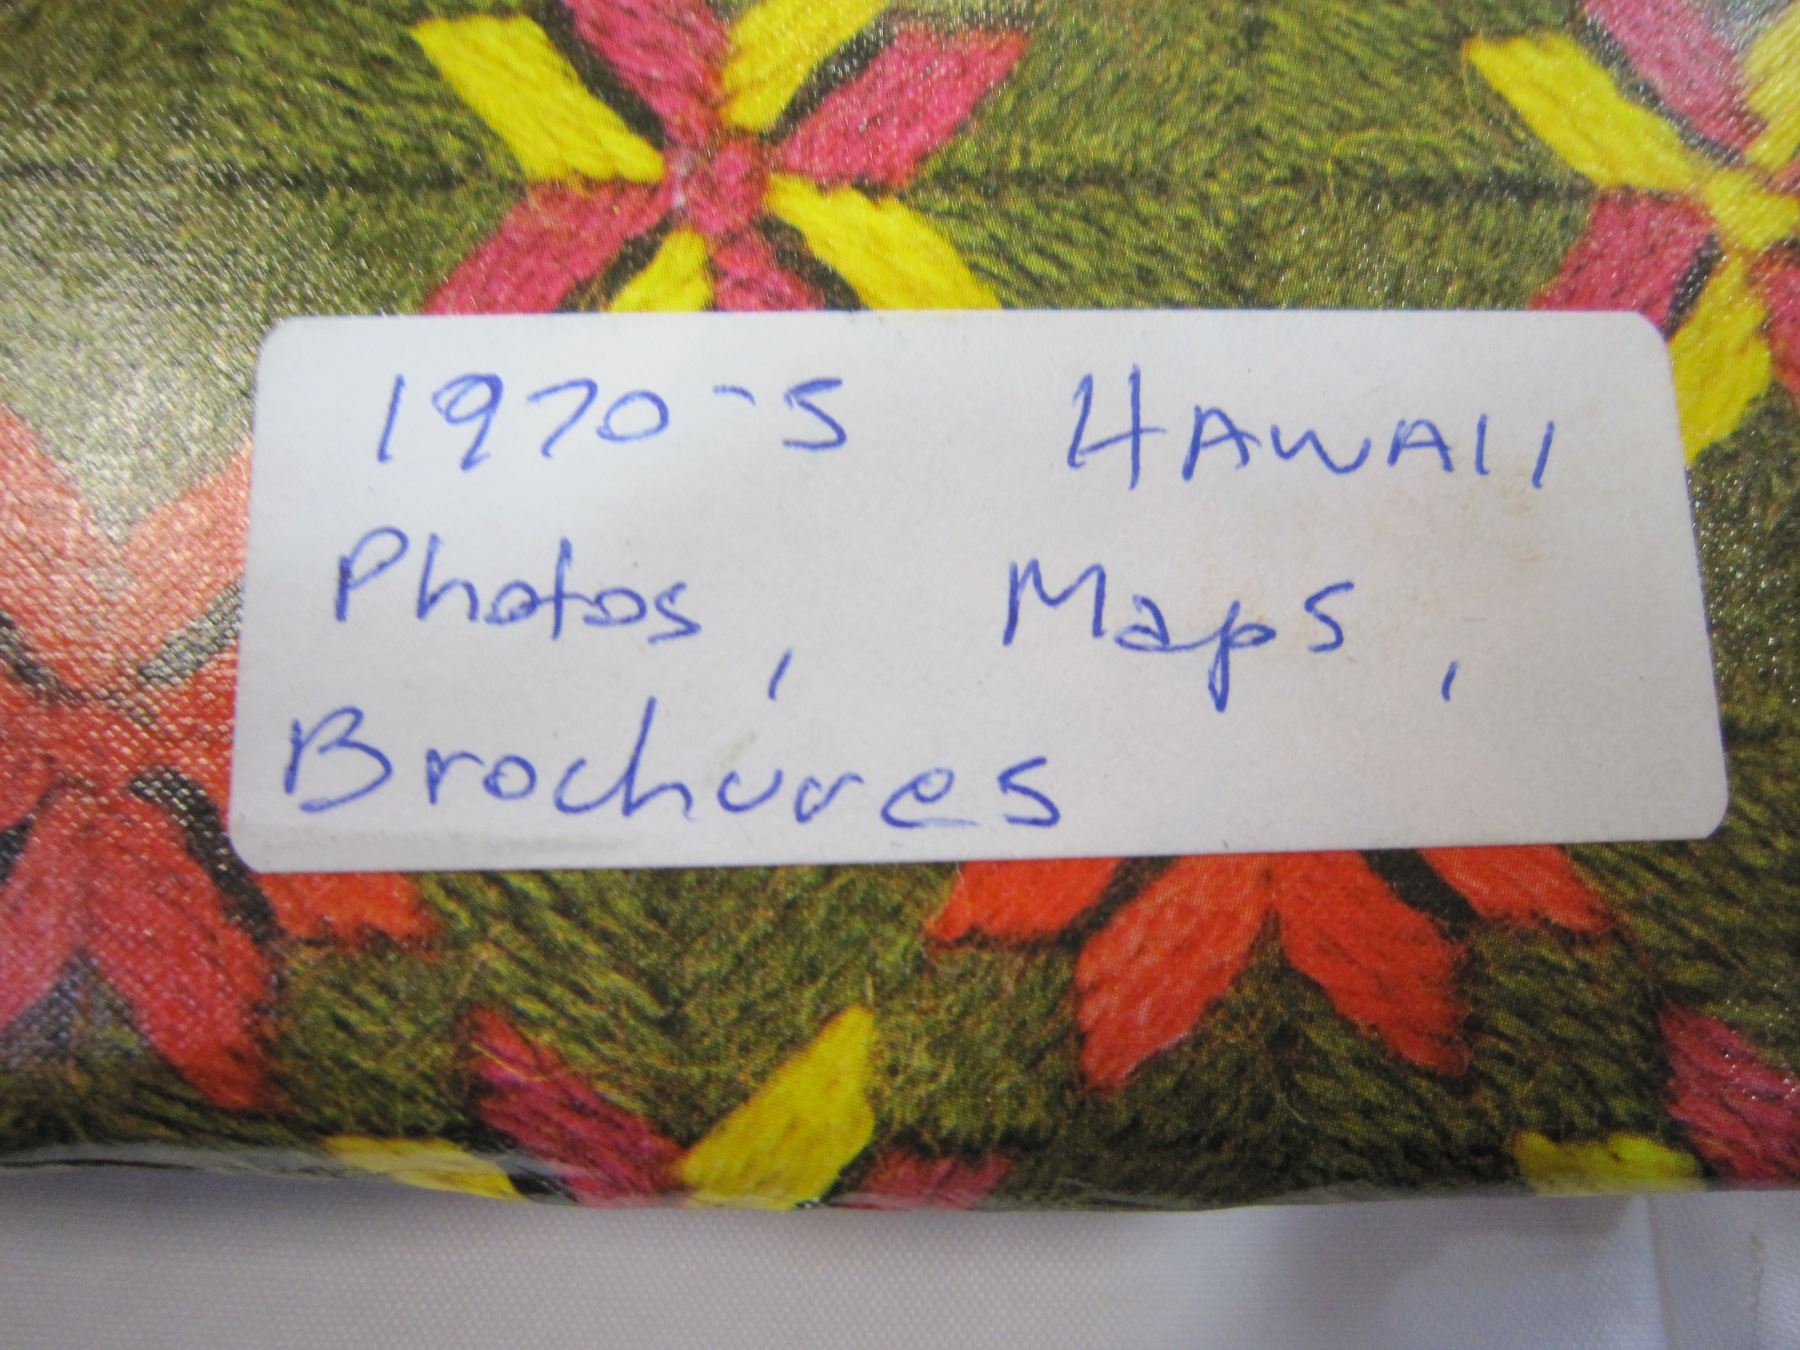 1970-s HAWAII
Photos, Maps,
Brochures